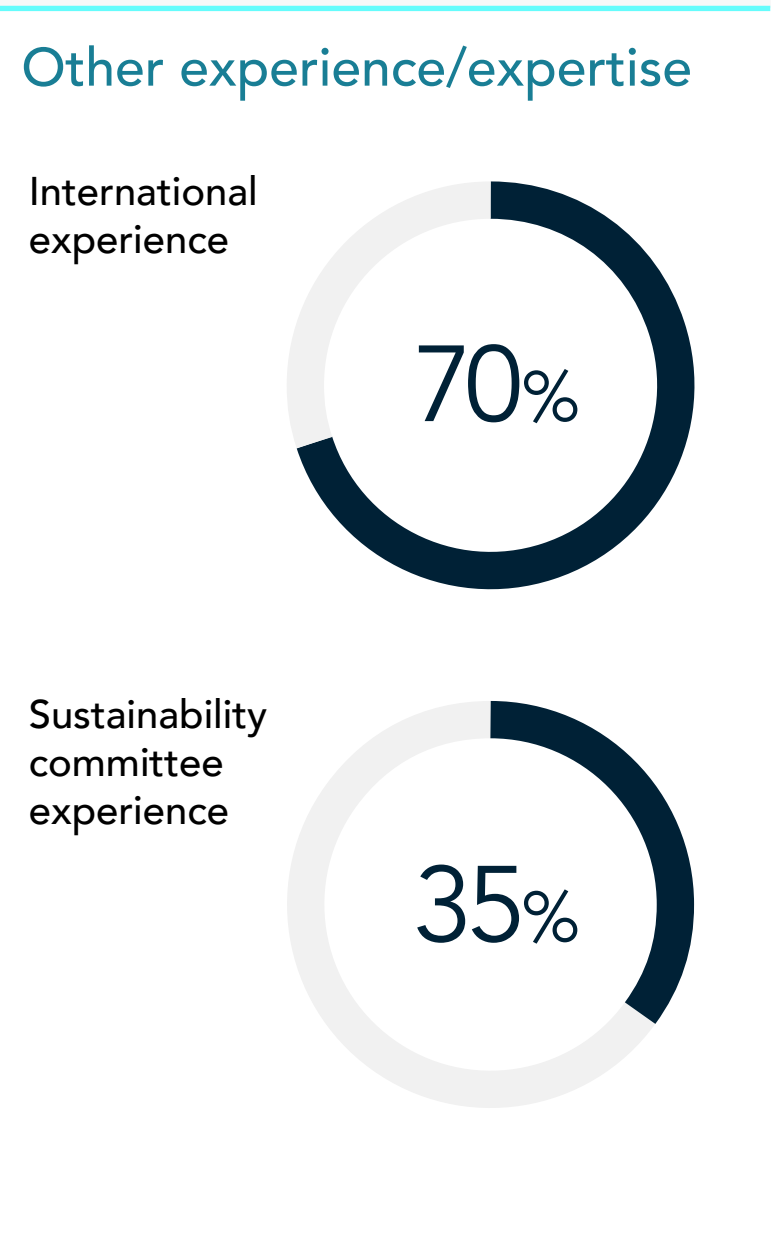 Other experience/expertise
International
experience
70%
Sustainability
committee
experience
35%